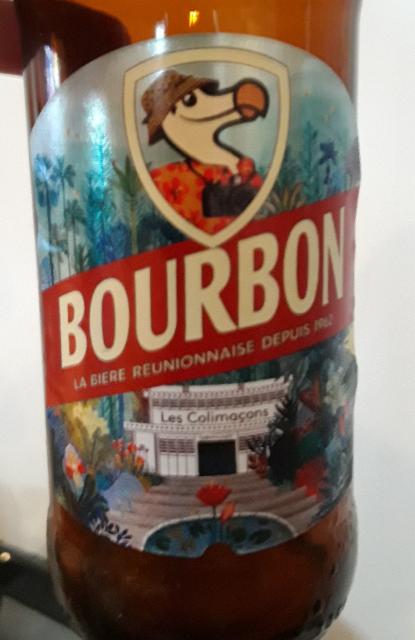 BOURBON
LA BIERE REUNIONNAISE DEPUIS 1962
Les Colimaçons